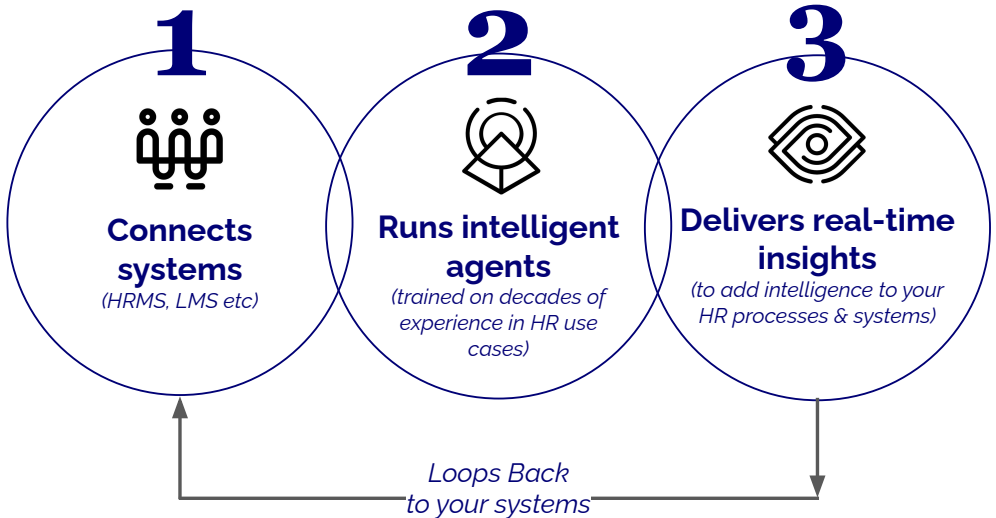 1
Connects
systems
(HRMS, LMS etc)
2
Runs intelligent
agents
(trained on decades of
experience in HR use
cases)
3
Delivers real-time
insights
(to add intelligence to your
HR processes & systems)
Loops Back
to your systems